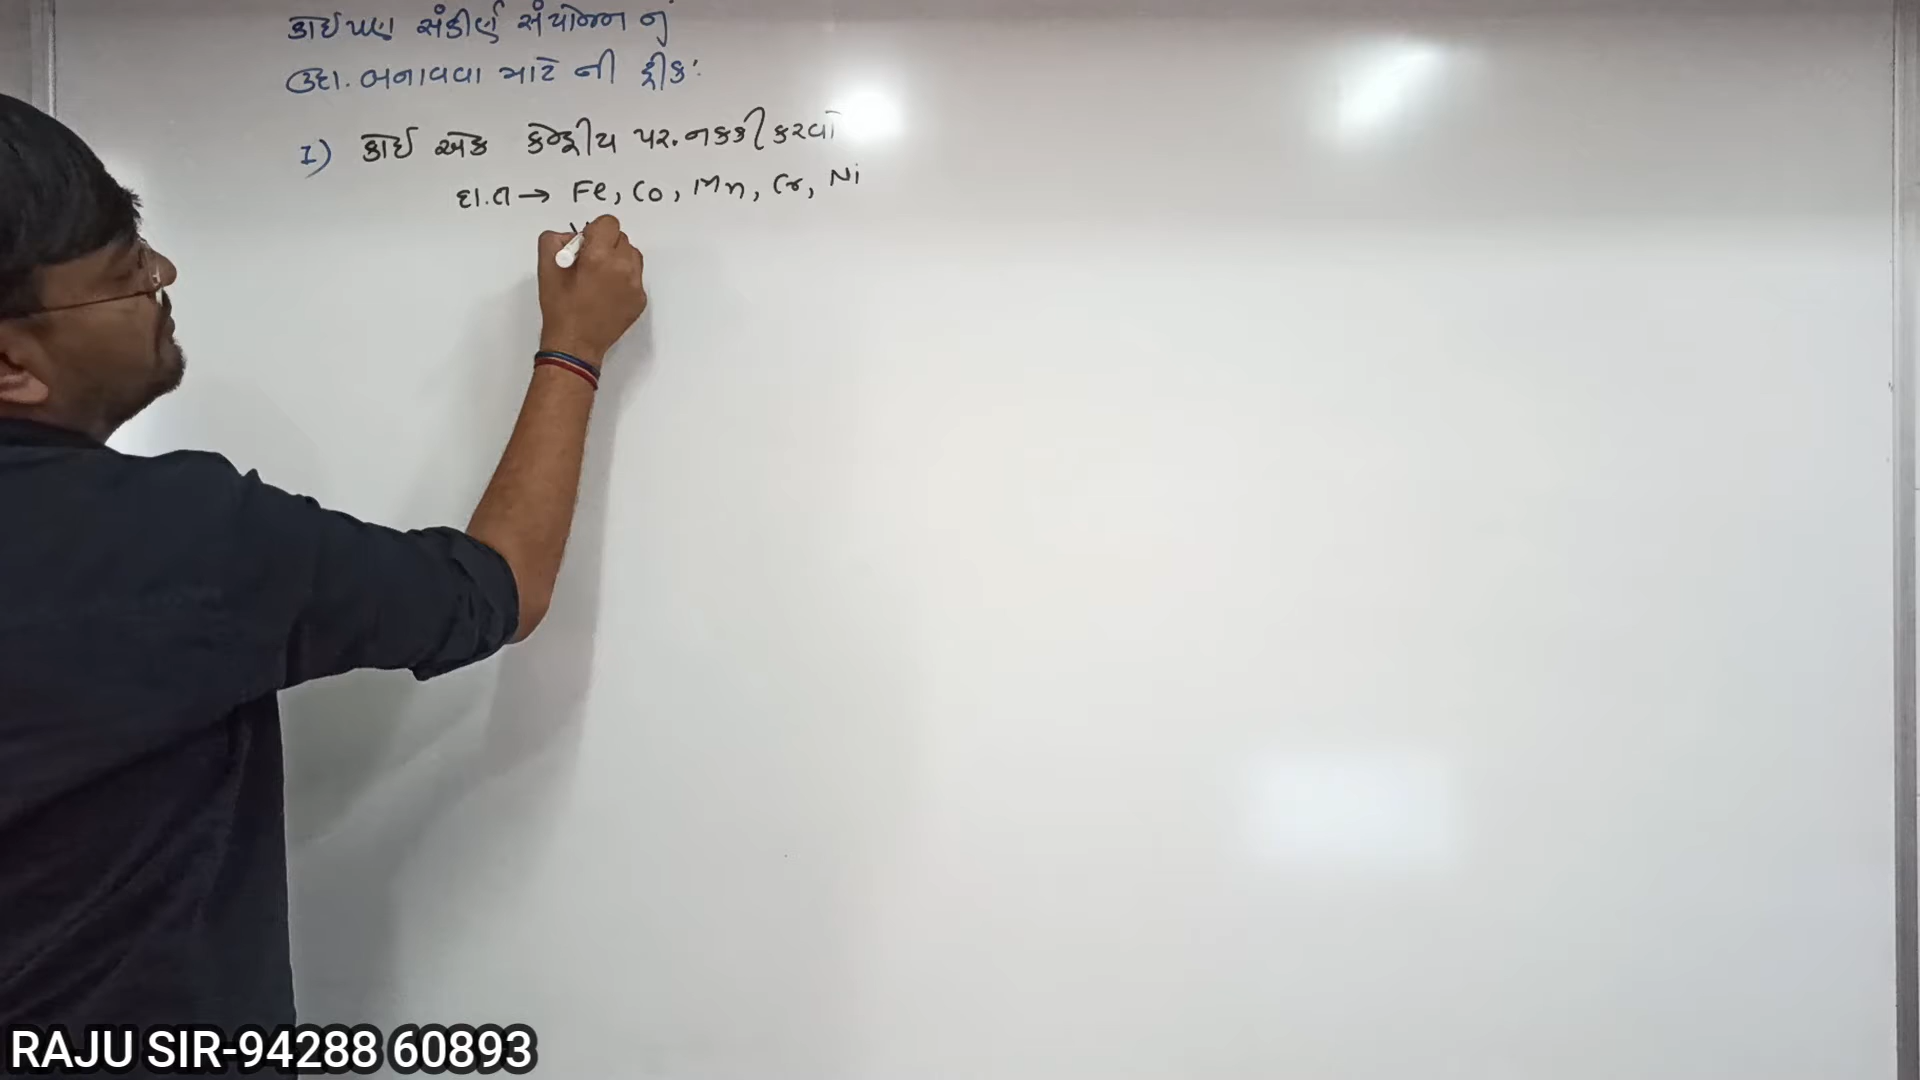 કોઈપણ સંકીર્ણ સંયોજન નું
ઉદા. બનાવવા માટે ની ટ્રીક:
1) કોઈ એક કેન્દ્રીય પર. નક્કી કરવો
દા.ત → Fe, Co, Mn, Cr, Ni
RAJU SIR-94288 60893